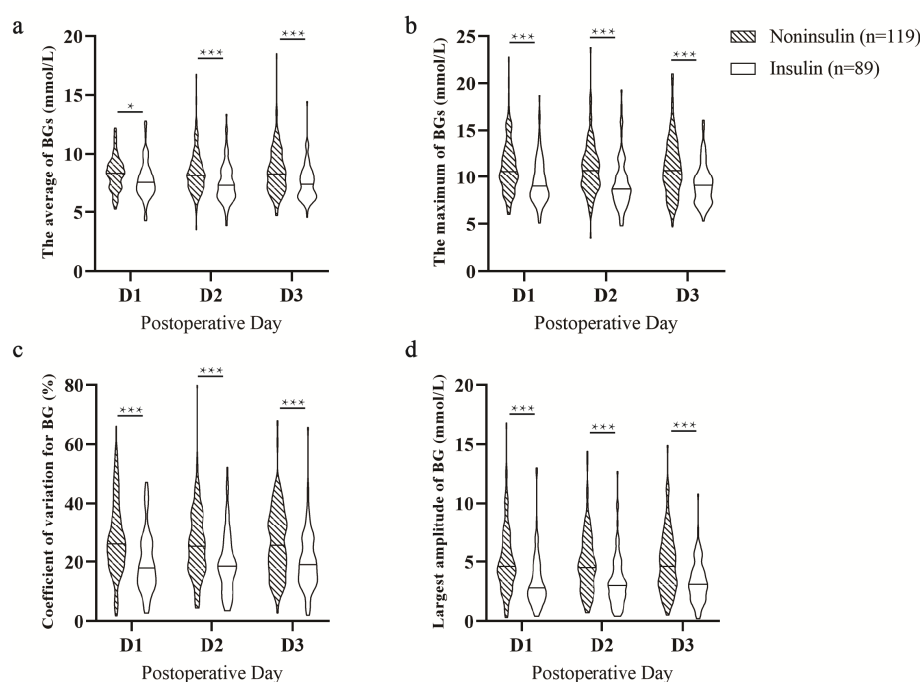 a
The average of BGs (mmol/L)
20
15
10
5
0
*
***
***
D1 D2 D3
Postoperative Day
b
The maximum of BGs (mmol/L)
25
20
15
10
5
0
***
***
***
D1 D2 D3
Postoperative Day
Noninsulin (n=119)
Insulin (n=89)
c
Coefficient of variation for BG (%)
80
60
40
20
0
***
***
***
D1 D2 D3
Postoperative Day
d
Largest amplitude of BG (mmol/L)
20
15
10
5
0
***
***
***
D1 D2 D3
Postoperative Day